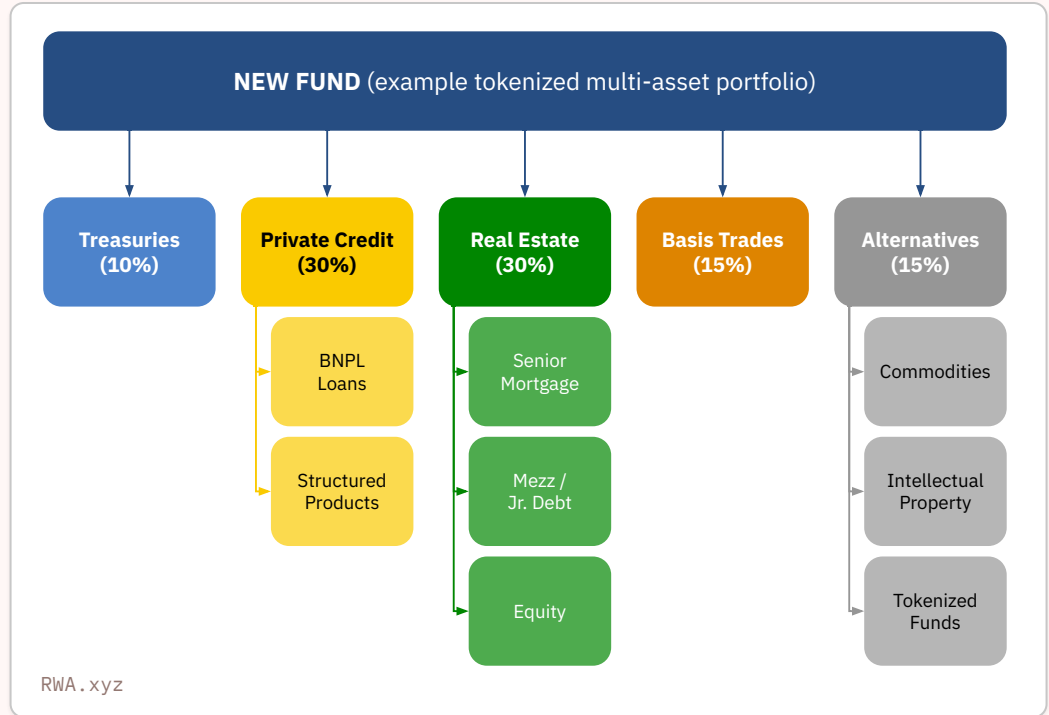 NEW FUND (example tokenized multi-asset portfolio)
Treasuries
(10%)
Private Credit
(30%)
Real Estate
(30%)
Basis Trades
(15%)
Alternatives
(15%)
BNPL
Loans
Structured
Products
Senior
Mortgage
Mezz /
Jr. Debt
Equity
Commodities
Intellectual
Property
Tokenized
Funds
RWA.xyz